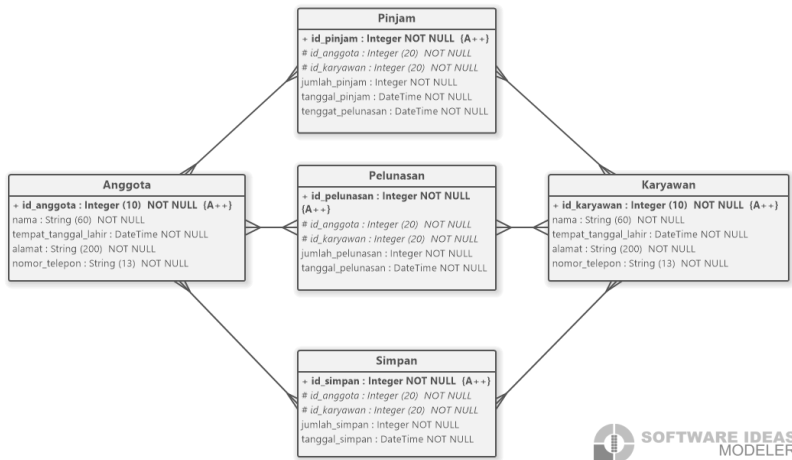 Pinjam
+ id_pinjam : Integer NOT NULL (A++)
# id_anggota : Integer (20) NOT NULL
# id_karyawan : Integer (20) NOT NULL
jumlah_pinjam : Integer NOT NULL
tanggal_pinjam : DateTime NOT NULL
tenggat_pelunasan : DateTime NOT NULL
Anggota
+ id_anggota : Integer (10) NOT NULL (A++)
nama : String (60) NOT NULL
tempat_tanggal_lahir : DateTime NOT NULL
alamat : String (200) NOT NULL
nomor_telepon : String (13) NOT NULL
Pelunasan
+ id_pelunasan : Integer NOT NULL
(A++)
# id_anggota : Integer (20) NOT NULL
# id_karyawan : Integer (20) NOT NULL
jumlah_pelunasan : Integer NOT NULL
tanggal_pelunasan : DateTime NOT NULL
Karyawan
+ id_karyawan : Integer (10) NOT NULL (A++)
nama : String (60) NOT NULL
tempat_tanggal_lahir : DateTime NOT NULL
alamat : String (200) NOT NULL
nomor_telepon : String (13) NOT NULL
Simpan
+ id_simpan : Integer NOT NULL (A++)
# id_anggota : Integer (20) NOT NULL
# id_karyawan : Integer (20) NOT NULL
jumlah_simpan : Integer NOT NULL
tanggal_simpan : DateTime NOT NULL
SOFTWARE IDEAS
MODELER